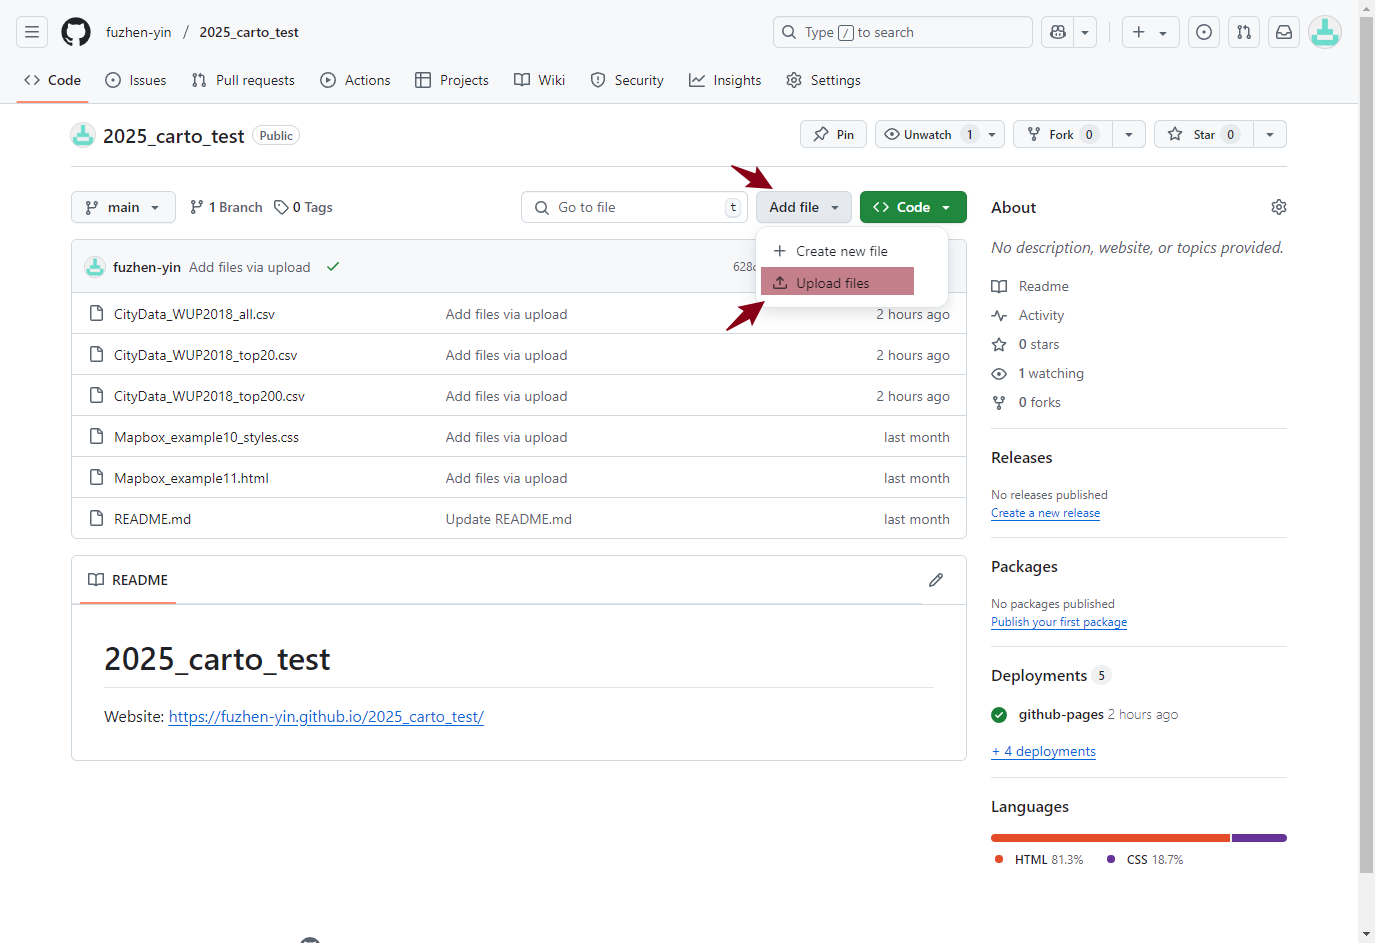 fuzhen-yin / 2025_carto_test
Type / to search
Code Issues Pull requests Actions Projects Wiki Security Insights Settings
2025_carto_test Public
Pin Unwatch 1 Fork 0 Star 0
main 1 Branch 0 Tags Go to file t Add file Code
Create new file
Upload files
fuzhen-yin Add files via upload
CityData_WUP2018_all.csv Add files via upload 2 hours ago
CityData_WUP2018_top20.csv Add files via upload 2 hours ago
CityData_WUP2018_top200.csv Add files via upload 2 hours ago
Mapbox_example10_styles.css Add files via upload last month
Mapbox_example11.html Add files via upload last month
README.md Update README.md last month
README
2025_carto_test
Website: https://fuzhen-yin.github.io/2025_carto_test/
About
No description, website, or topics provided.
Readme
Activity
0 stars
1 watching
0 forks
Releases
No releases published
Create a new release
Packages
No packages published
Publish your first package
Deployments 5
github-pages 2 hours ago
+ 4 deployments
Languages
HTML 81.3% CSS 18.7%